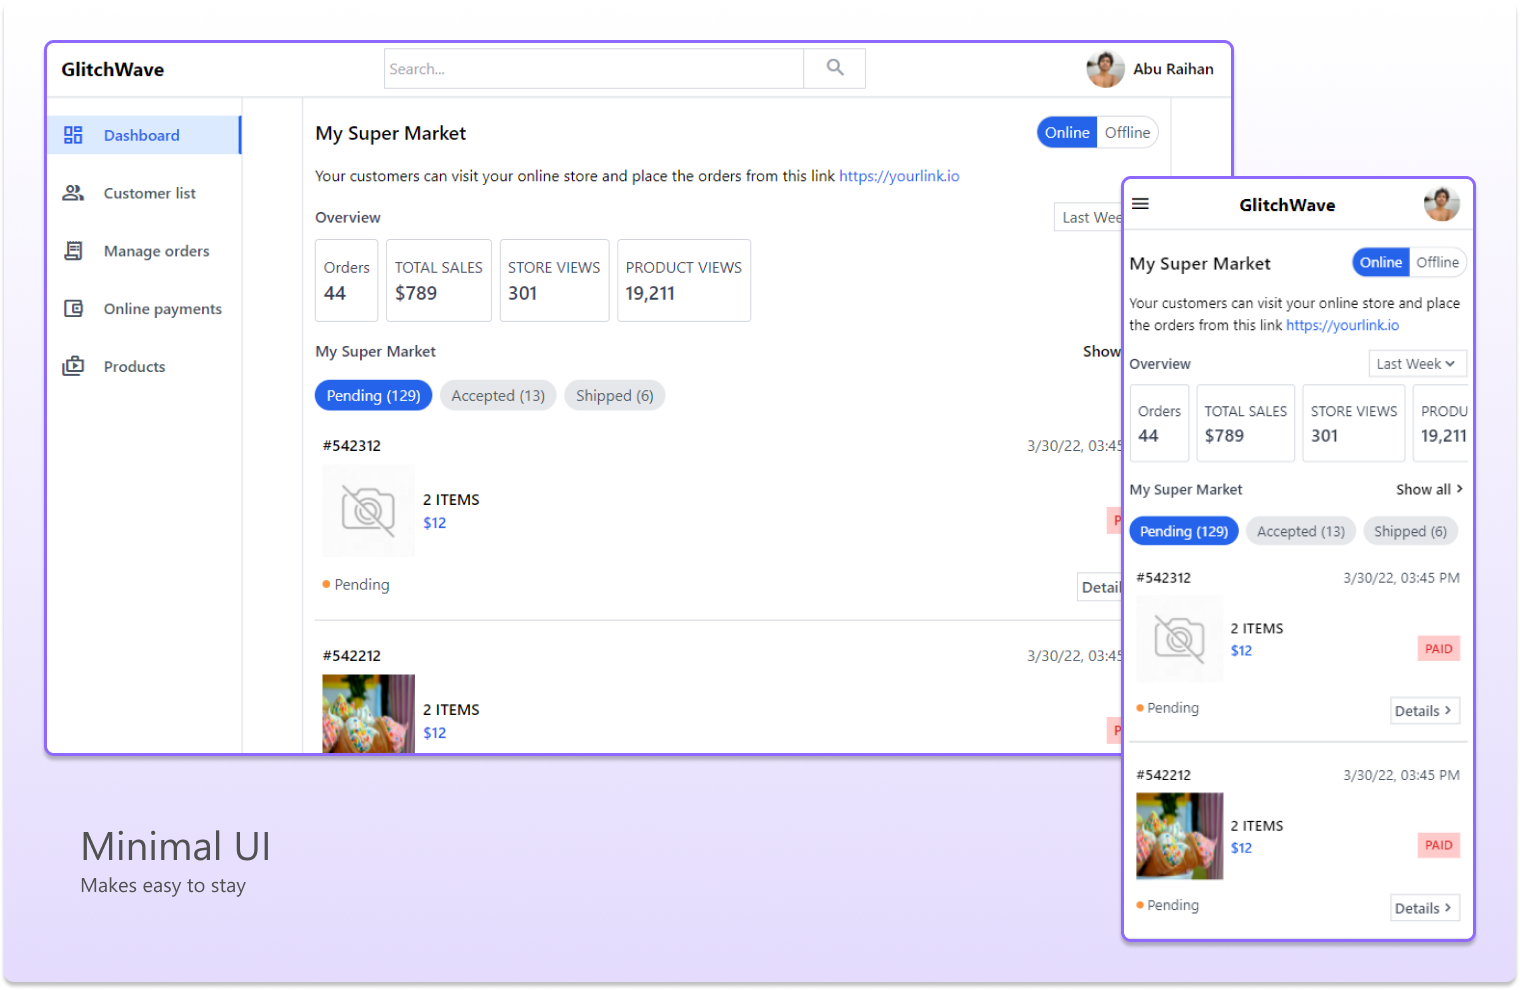 GlitchWave
Search...
Abu Raihan
Dashboard
Customer list
Manage orders
Online payments
Products
My Super Market
Online Offline
Your customers can visit your online store and place the orders from this link https://yourlink.io
Overview
Last Wee
Orders
44
TOTAL SALES
$789
STORE VIEWS
301
PRODUCT VIEWS
19,211
My Super Market
Show
Pending (129) Accepted (13) Shipped (6)
#542312
3/30/22, 03:45
2 ITEMS
$12
P
Pending
Detail
#542212
3/30/22, 03:45
2 ITEMS
$12
P
GlitchWave
My Super Market
Online Offline
Your customers can visit your online store and place
the orders from this link https://yourlink.io
Overview
Last Week
Orders
44
TOTAL SALES
$789
STORE VIEWS
301
PRODU
19,211
My Super Market
Show all
Pending (129) Accepted (13) Shipped (6)
#542312
3/30/22, 03:45 PM
2 ITEMS
$12
PAID
Pending
Details
#542212
3/30/22, 03:45 PM
2 ITEMS
$12
PAID
Pending
Details
Minimal UI
Makes easy to stay